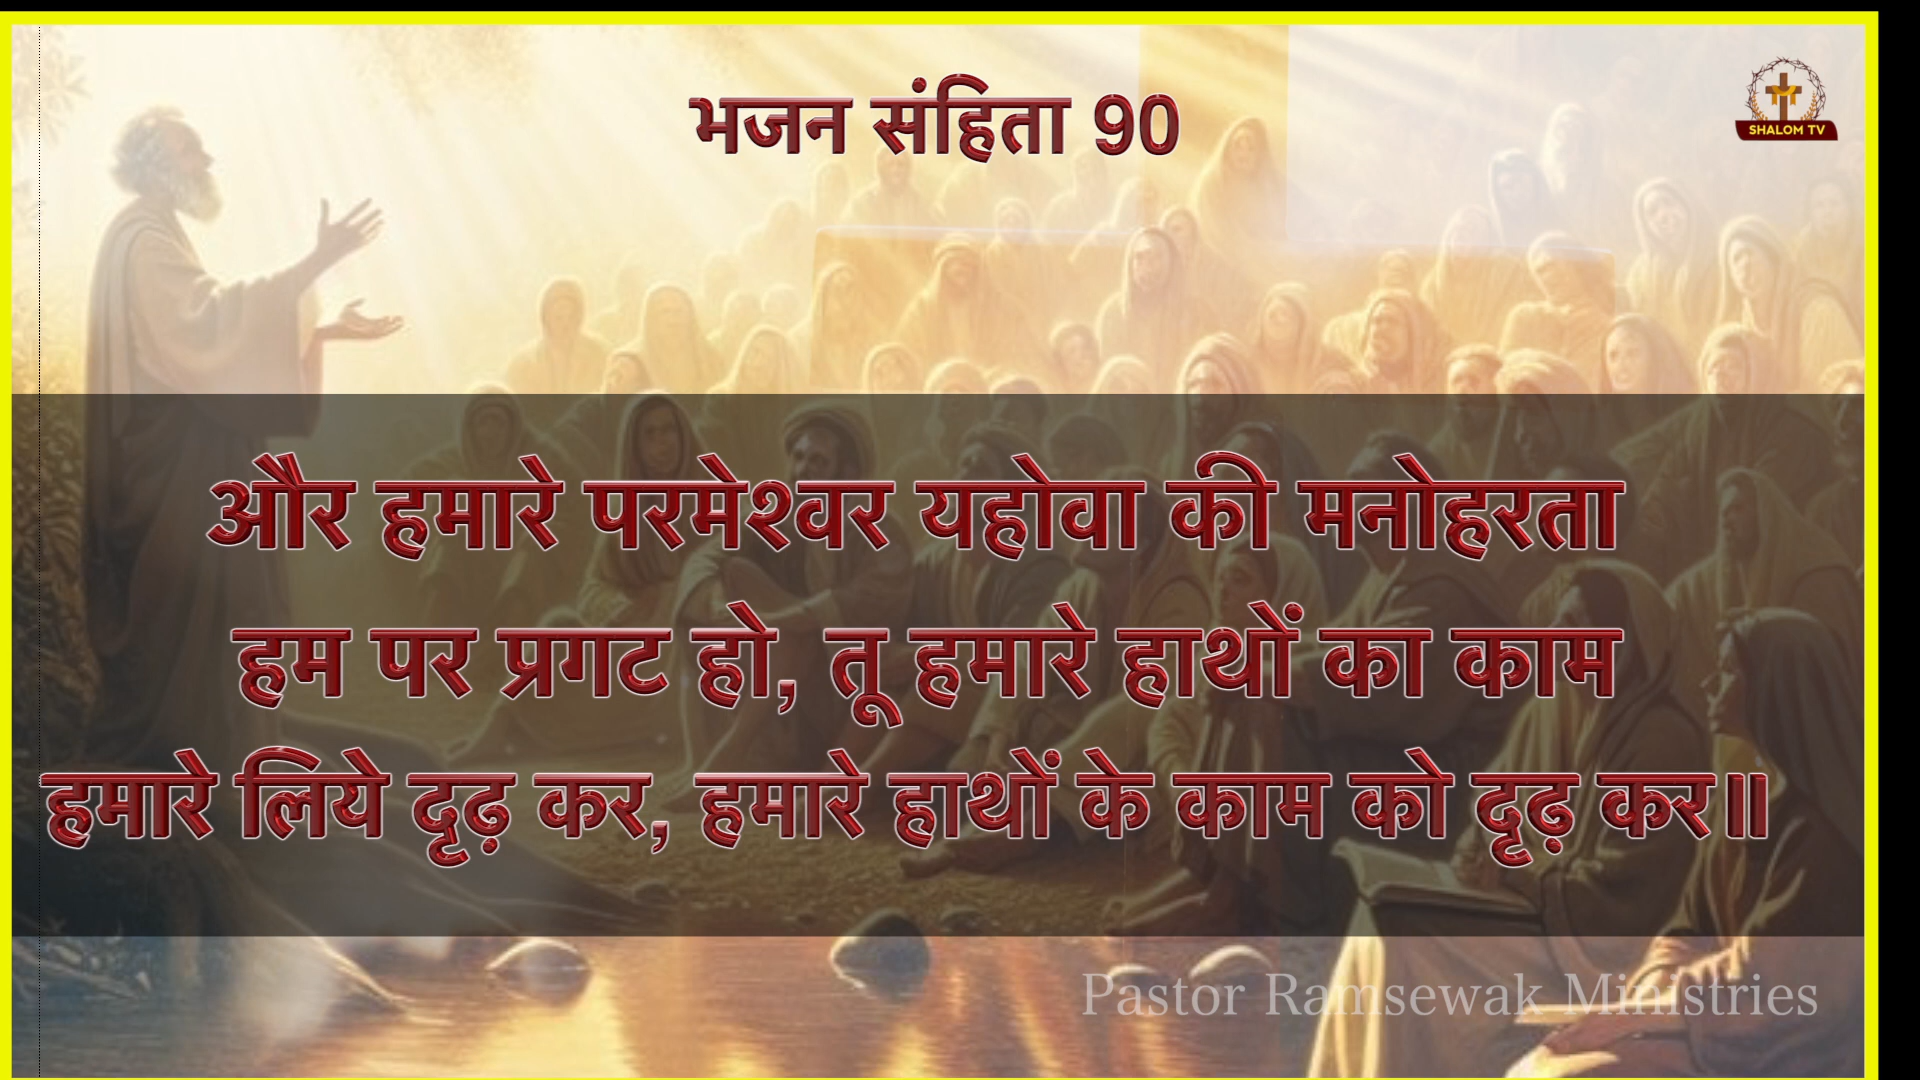 भजन संहिता 90
SHALOM TV
और हमारे परमेश्वर यहोवा की मनोहरता
हम पर प्रगट हो, तू हमारे हाथों का काम
हमारे लिये दृढ़ कर, हमारे हाथों के काम को दृढ़ कर॥
Pastor Ramsewak Ministries